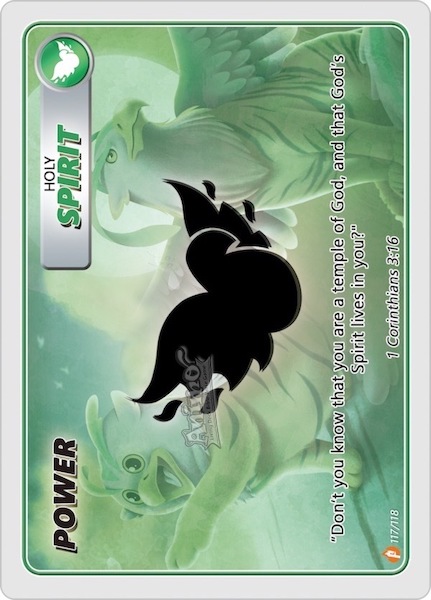 POWER
HOLY
SPIRIT
"Don't you know that you are a temple of God, and that God's
Spirit lives in you?"
1 Corinthians 3:16
117/118